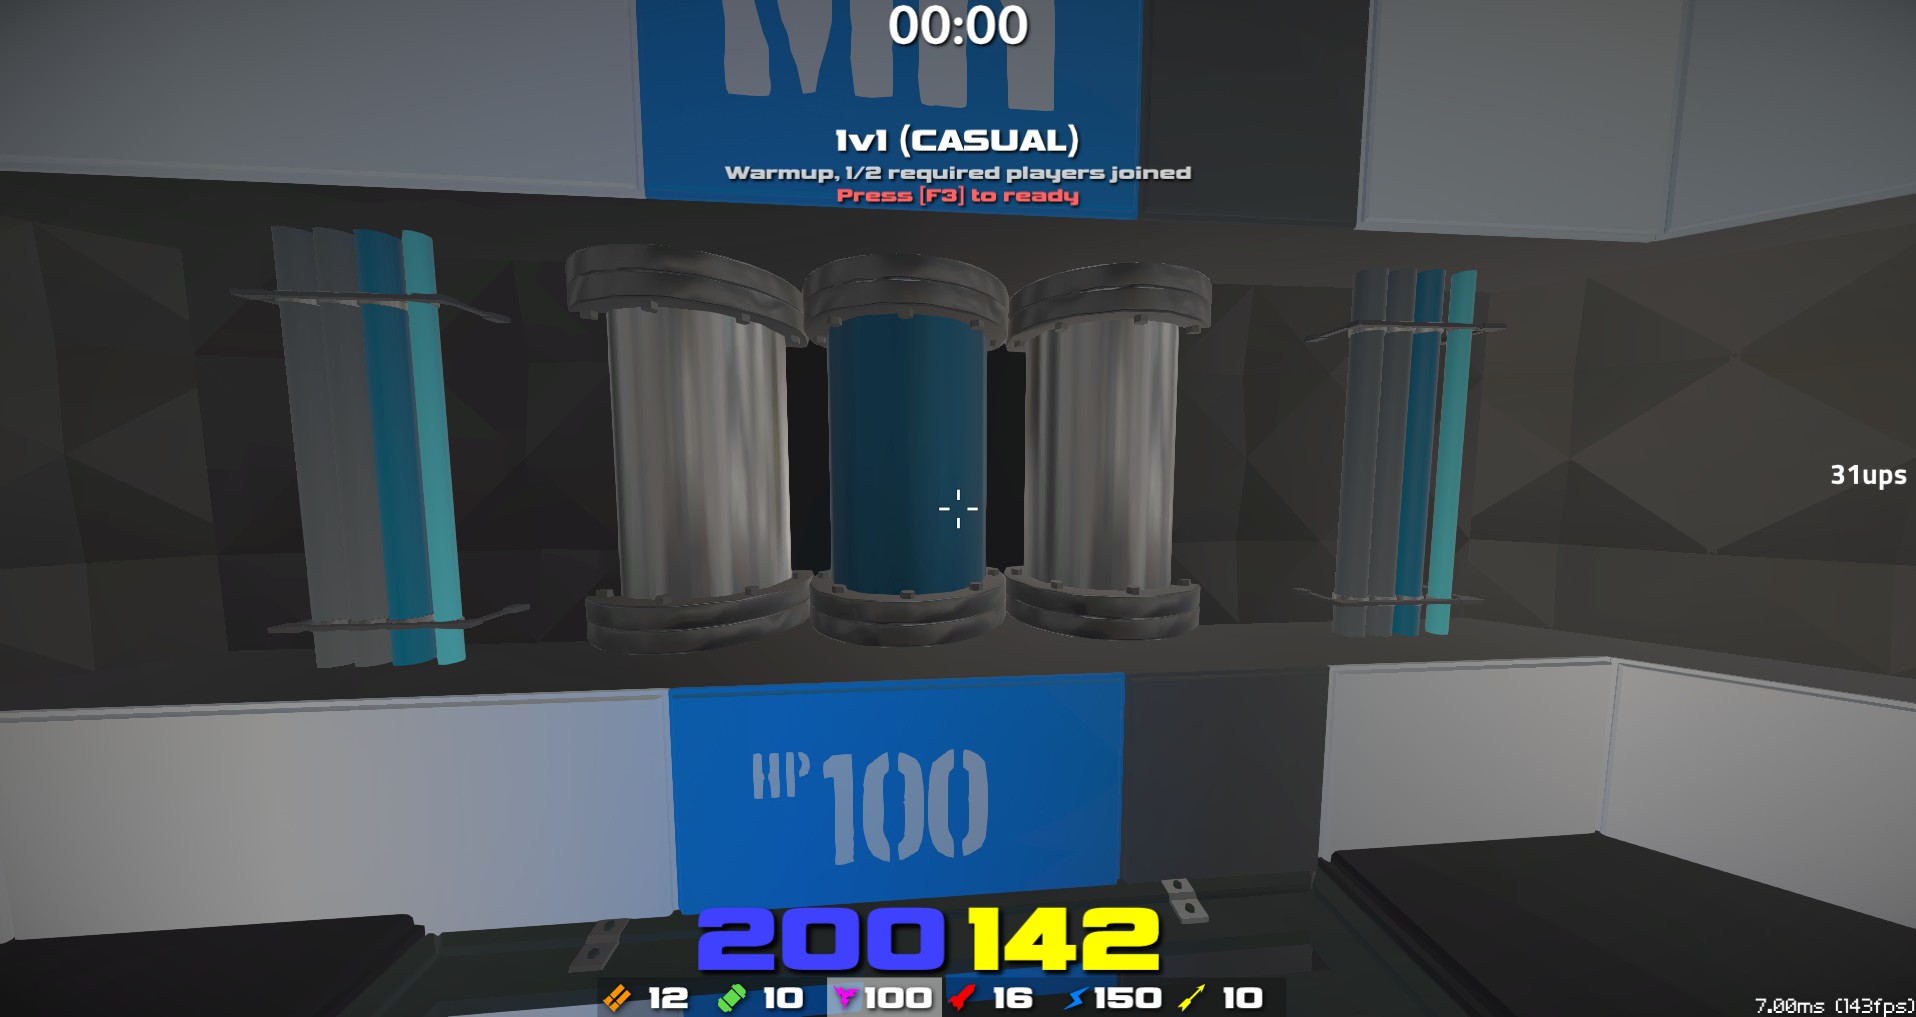 00:00
1v1 (CASUAL)
Warmup, 1/2 required players joined
Press [F3] to ready
31ups
HP 100
200 142
12 10 100 16 150 10
7.00ms (143fps)